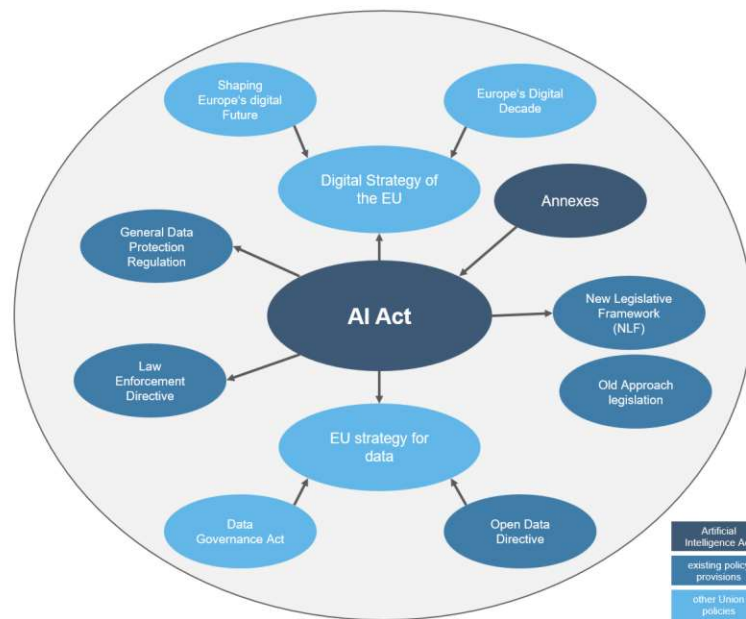 Shaping
Europe's digital
Future
Europe's Digital
Decade
Digital Strategy of
the EU
Annexes
General Data
Protection
Regulation
AI Act
New Legislative
Framework
(NLF)
Law
Enforcement
Directive
Old Approach
legislation
EU strategy for
data
Data
Governance Act
Open Data
Directive
Artificial
Intelligence Ac
existing policy
provisions
other Union
policies